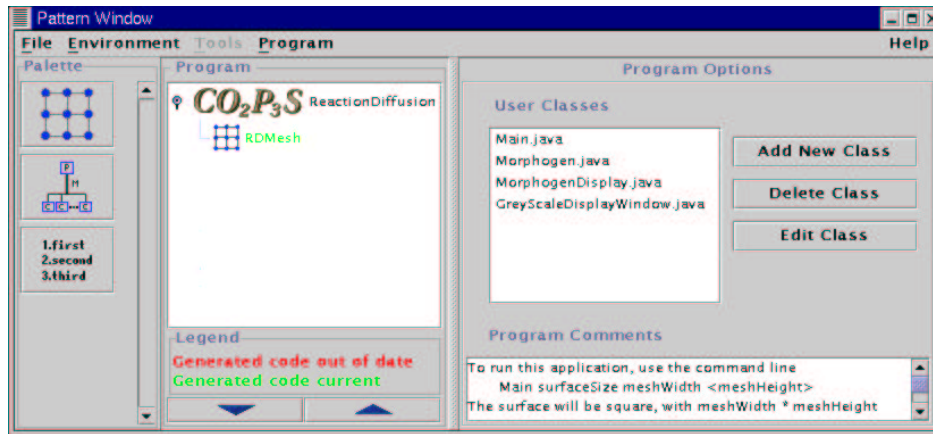 Pattern Window
File Environment Tools Program Help
Palette
P
M
C C ... C
1.first
2.second
3.third
Program
CO2P3S ReactionDiffusion
RDMesh
Legend
Generated code out of date
Generated code current
Program Options
User Classes
Main.java
Morphogen.java
MorphogenDisplay.java
GreyScaleDisplayWindow.java
Add New Class
Delete Class
Edit Class
Program Comments
To run this application, use the command line
Main surfaceSize meshWidth <meshHeight>
The surface will be square, with meshWidth * meshHeight